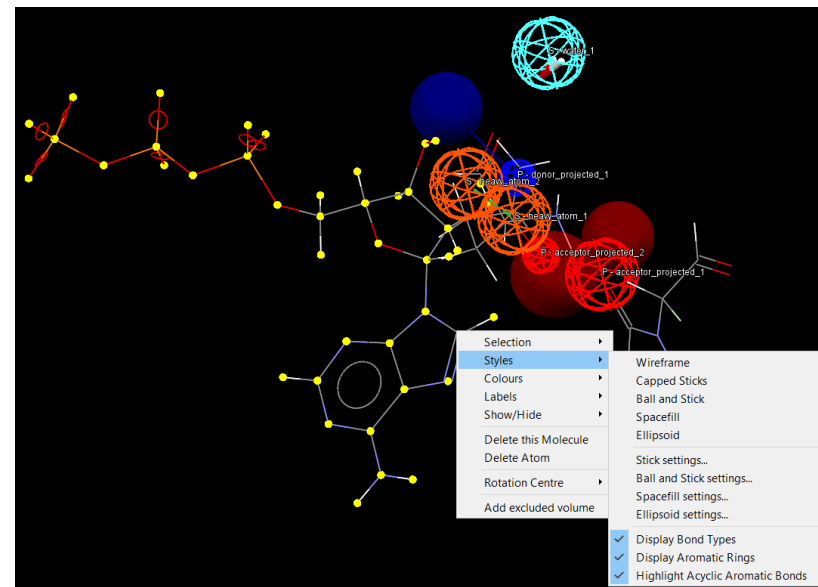 S - water_1
P - donor_projected_1
S - heavy_atom_2
S - heavy_atom_1
P - acceptor_projected_2
P - acceptor_projected_1
Selection
Styles
Colours
Labels
Show/Hide
Delete this Molecule
Delete Atom
Rotation Centre
Add excluded volume
Wireframe
Capped Sticks
Ball and Stick
Spacefill
Ellipsoid
Stick settings...
Ball and Stick settings...
Spacefill settings...
Ellipsoid settings...
Display Bond Types
Display Aromatic Rings
Highlight Acyclic Aromatic Bonds